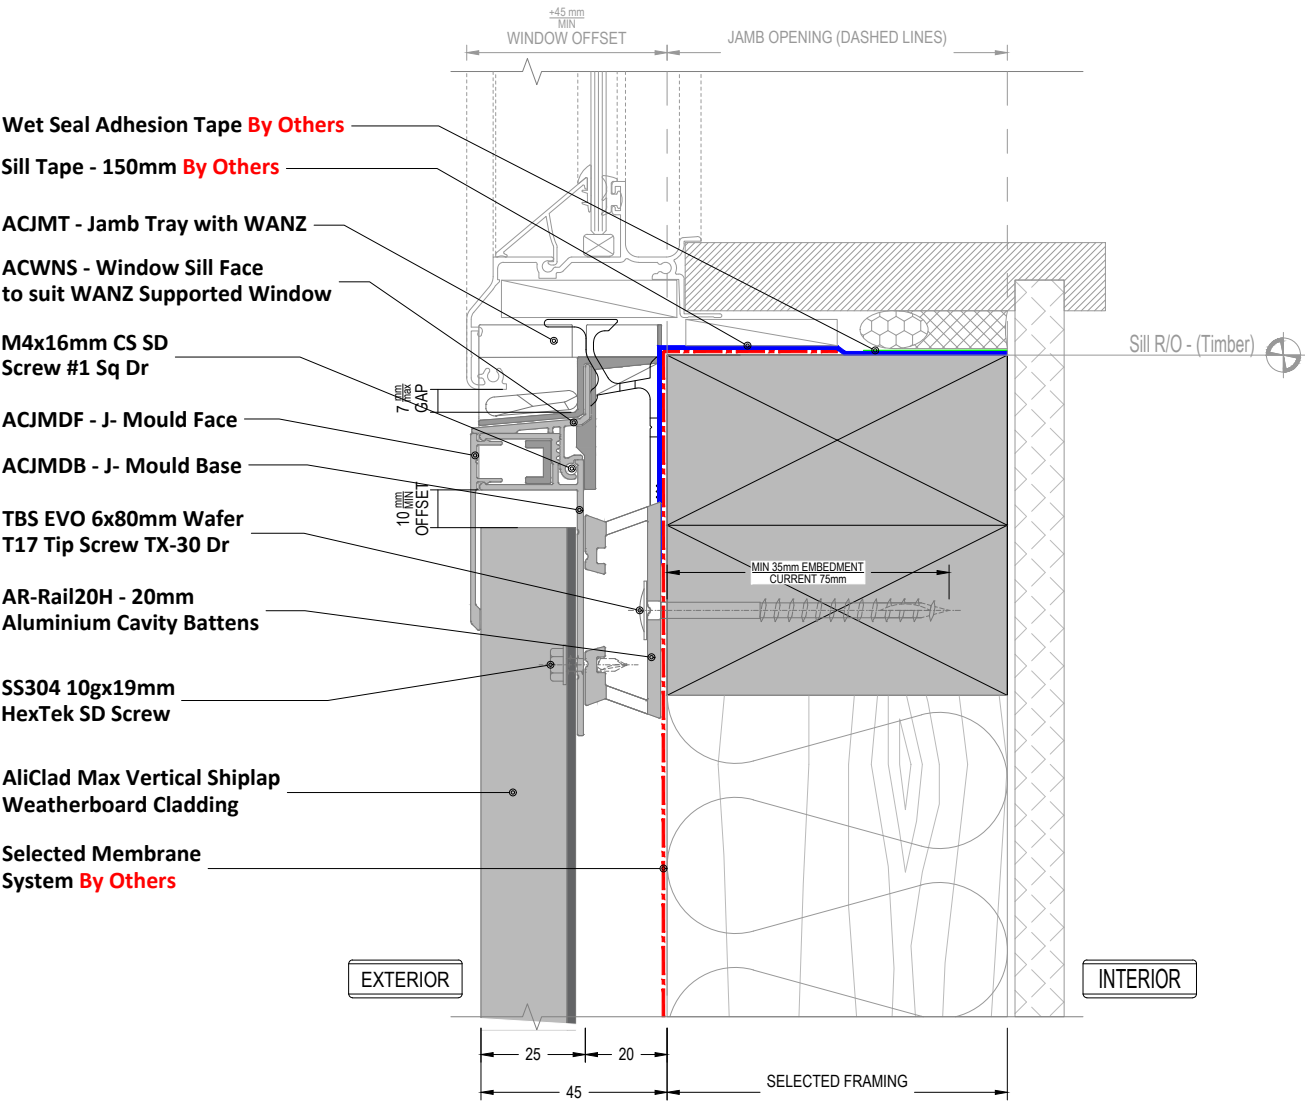 +45 mm
MIN
WINDOW OFFSET
JAMB OPENING (DASHED LINES)
Wet Seal Adhesion Tape By Others
Sill Tape - 150mm By Others
ACJMT - Jamb Tray with WANZ
ACWNS - Window Sill Face
to suit WANZ Supported Window
M4x16mm CS SD
Screw #1 Sq Dr
ACJMDF - J- Mould Face
ACJMDB - J- Mould Base
TBS EVO 6x80mm Wafer
T17 Tip Screw TX-30 Dr
AR-Rail20H - 20mm
Aluminium Cavity Battens
SS304 10gx19mm
HexTek SD Screw
AliClad Max Vertical Shiplap
Weatherboard Cladding
Selected Membrane
System By Others
7 mm
max
GAP
10 mm
MIN
OFFSET
Sill R/O - (Timber)
MIN 35mm EMBEDMENT
CURRENT 75mm
EXTERIOR
INTERIOR
25
20
45
SELECTED FRAMING